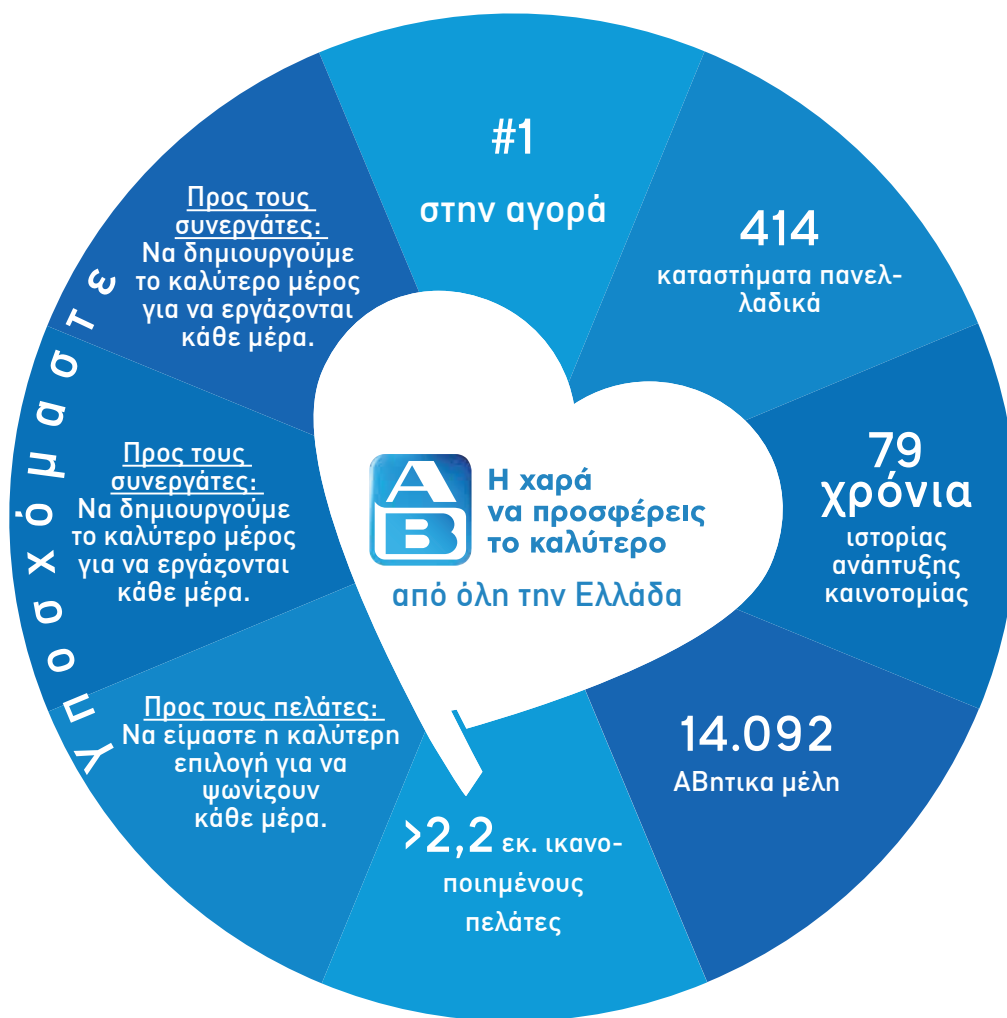 #1
στην αγορά
414
καταστήματα πανελ-
λαδικά
79
χρόνια
ιστορίας
ανάπτυξης
καινοτομίας
14.092
ΑΒητικα μέλη
>2,2 εκ. ικανο-
ποιημένους
πελάτες
Υποσχόμαστε
Προς τους πελάτες:
Να είμαστε η καλύτερη
επιλογή για να
ψωνίζουν
κάθε μέρα.
Προς τους
συνεργάτες:
Να δημιουργούμε
το καλύτερο μέρος
για να εργάζονται
κάθε μέρα.
Προς τους
συνεργάτες:
Να δημιουργούμε
το καλύτερο μέρος
για να εργάζονται
κάθε μέρα.
ΑΒ
Η χαρά
να προσφέρεις
το καλύτερο
από όλη την Ελλάδα